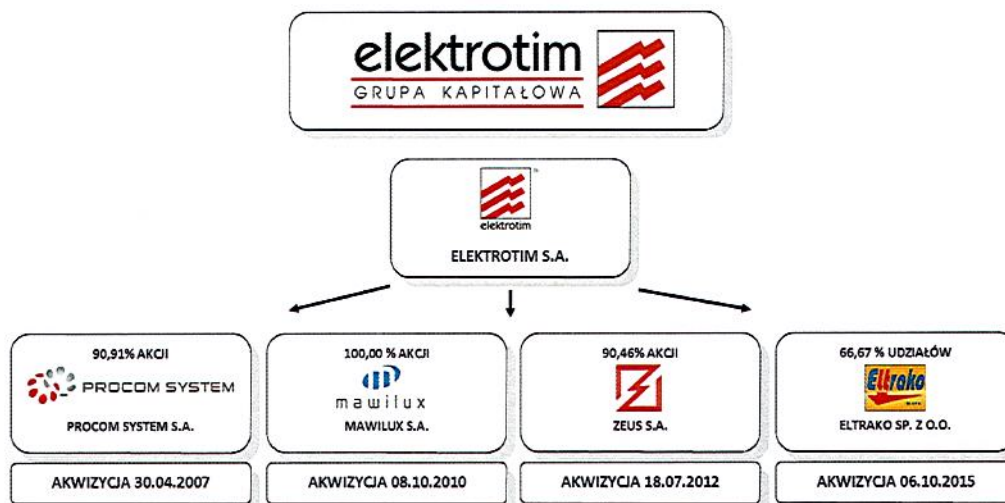 elektrotim
GRUPA KAPITAŁOWA
elektrotim
ELEKTROTIM S.A.
90,91% AKCJI
PROCOM SYSTEM
PROCOM SYSTEM S.A.
AKWIZYCJA 30.04.2007
100,00 % AKCJI
mawilux
MAWILUX S.A.
AKWIZYCJA 08.10.2010
90,46% AKCJI
ZEUS S.A.
AKWIZYCJA 18.07.2012
66,67 % UDZIAŁÓW
Eltrako
ELTRAKO SP. Z O.O.
AKWIZYCJA 06.10.2015